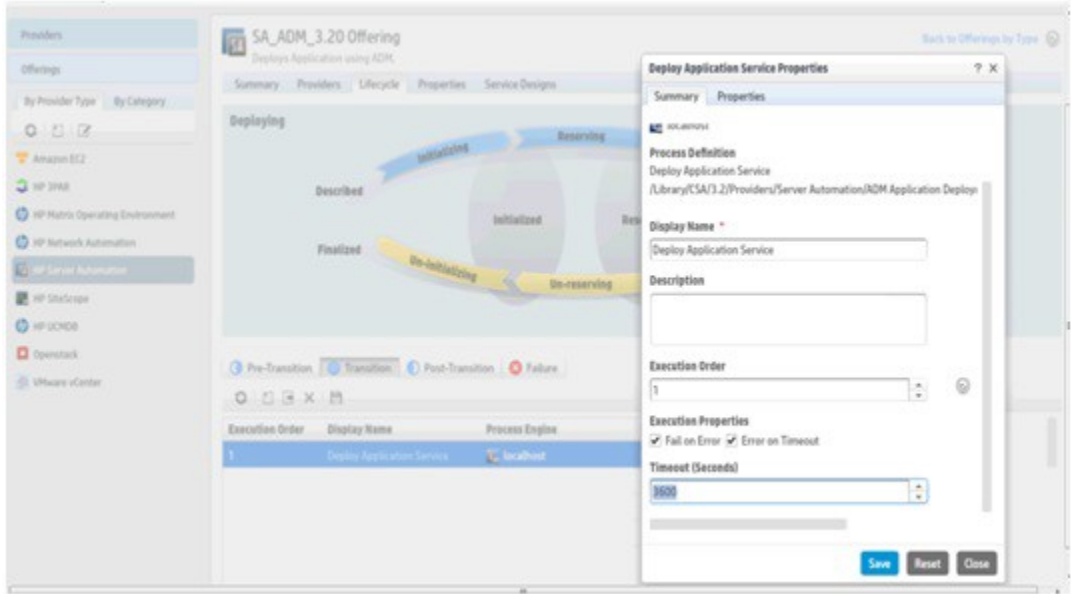 Providers
Offerings
By Provider Type By Category
Amazon EC2
HP 3PAR
HP Matrix Operating Environment
HP Network Automation
HP Server Automation
HP SiteScope
HP UCMDB
Openstack
VMware vCenter
SA_ADM_3.20 Offering
Deploys Application using ADM.
Back to Offerings by Type
Summary Providers Lifecycle Properties Service Designs
Deploying
Initializing
Reserving
Described
Initialized
Res
Finalized
Un-initializing
Un-reserving
Pre-Transition Transition Post-Transition Failure
Execution Order Display Name Process Engine
1 Deploy Application Service localhost
Deploy Application Service Properties ? X
Summary Properties
localhost
Process Definition
Deploy Application Service
/Library/CSA/3.2/Providers/Server Automation/ADM Application Deploy
Display Name *
Deploy Application Service
Description
Execution Order
1
Execution Properties
Fail on Error Error on Timeout
Timeout (Seconds)
3600
Save Reset Close